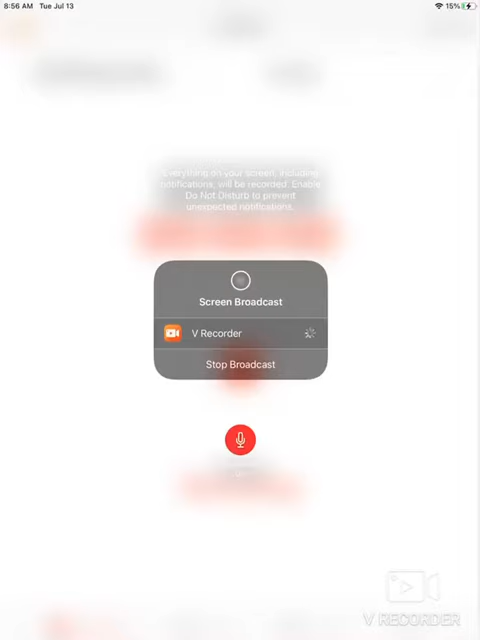 8:56 AM Tue Jul 13
15%
Everything on your screen, including
notifications, will be recorded. Enable
Do Not Disturb to prevent
unexpected notifications.
Screen Broadcast
V Recorder
Stop Broadcast
V RECORDER